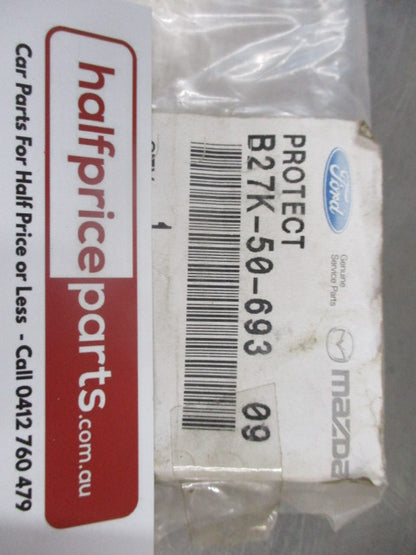 halfpriceparts.com.au
Car Parts For Half Price or Less - Call 0412 760 479
Ford
Genuine
Service Parts
mazda
PROTECT
B27K-50-693 09
1